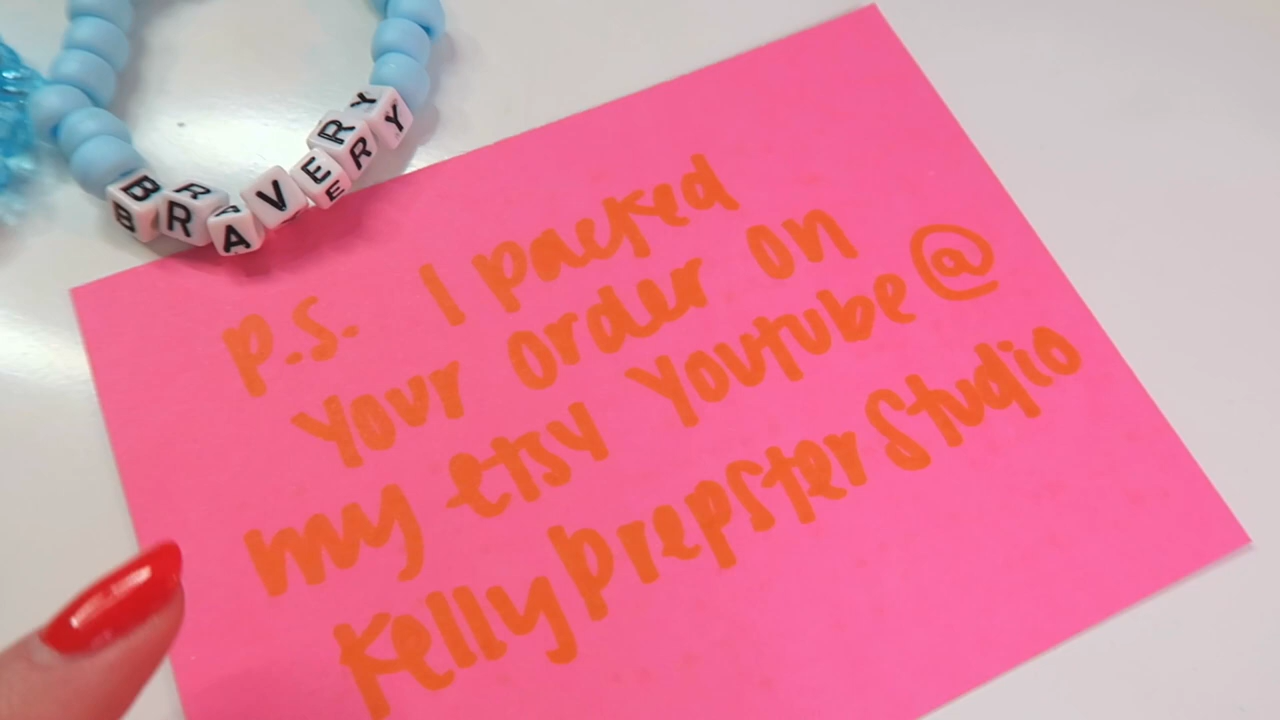 BRAVERY
P.S. I packed
your order on
my etsy Youtube @
KellyprepsterStudio